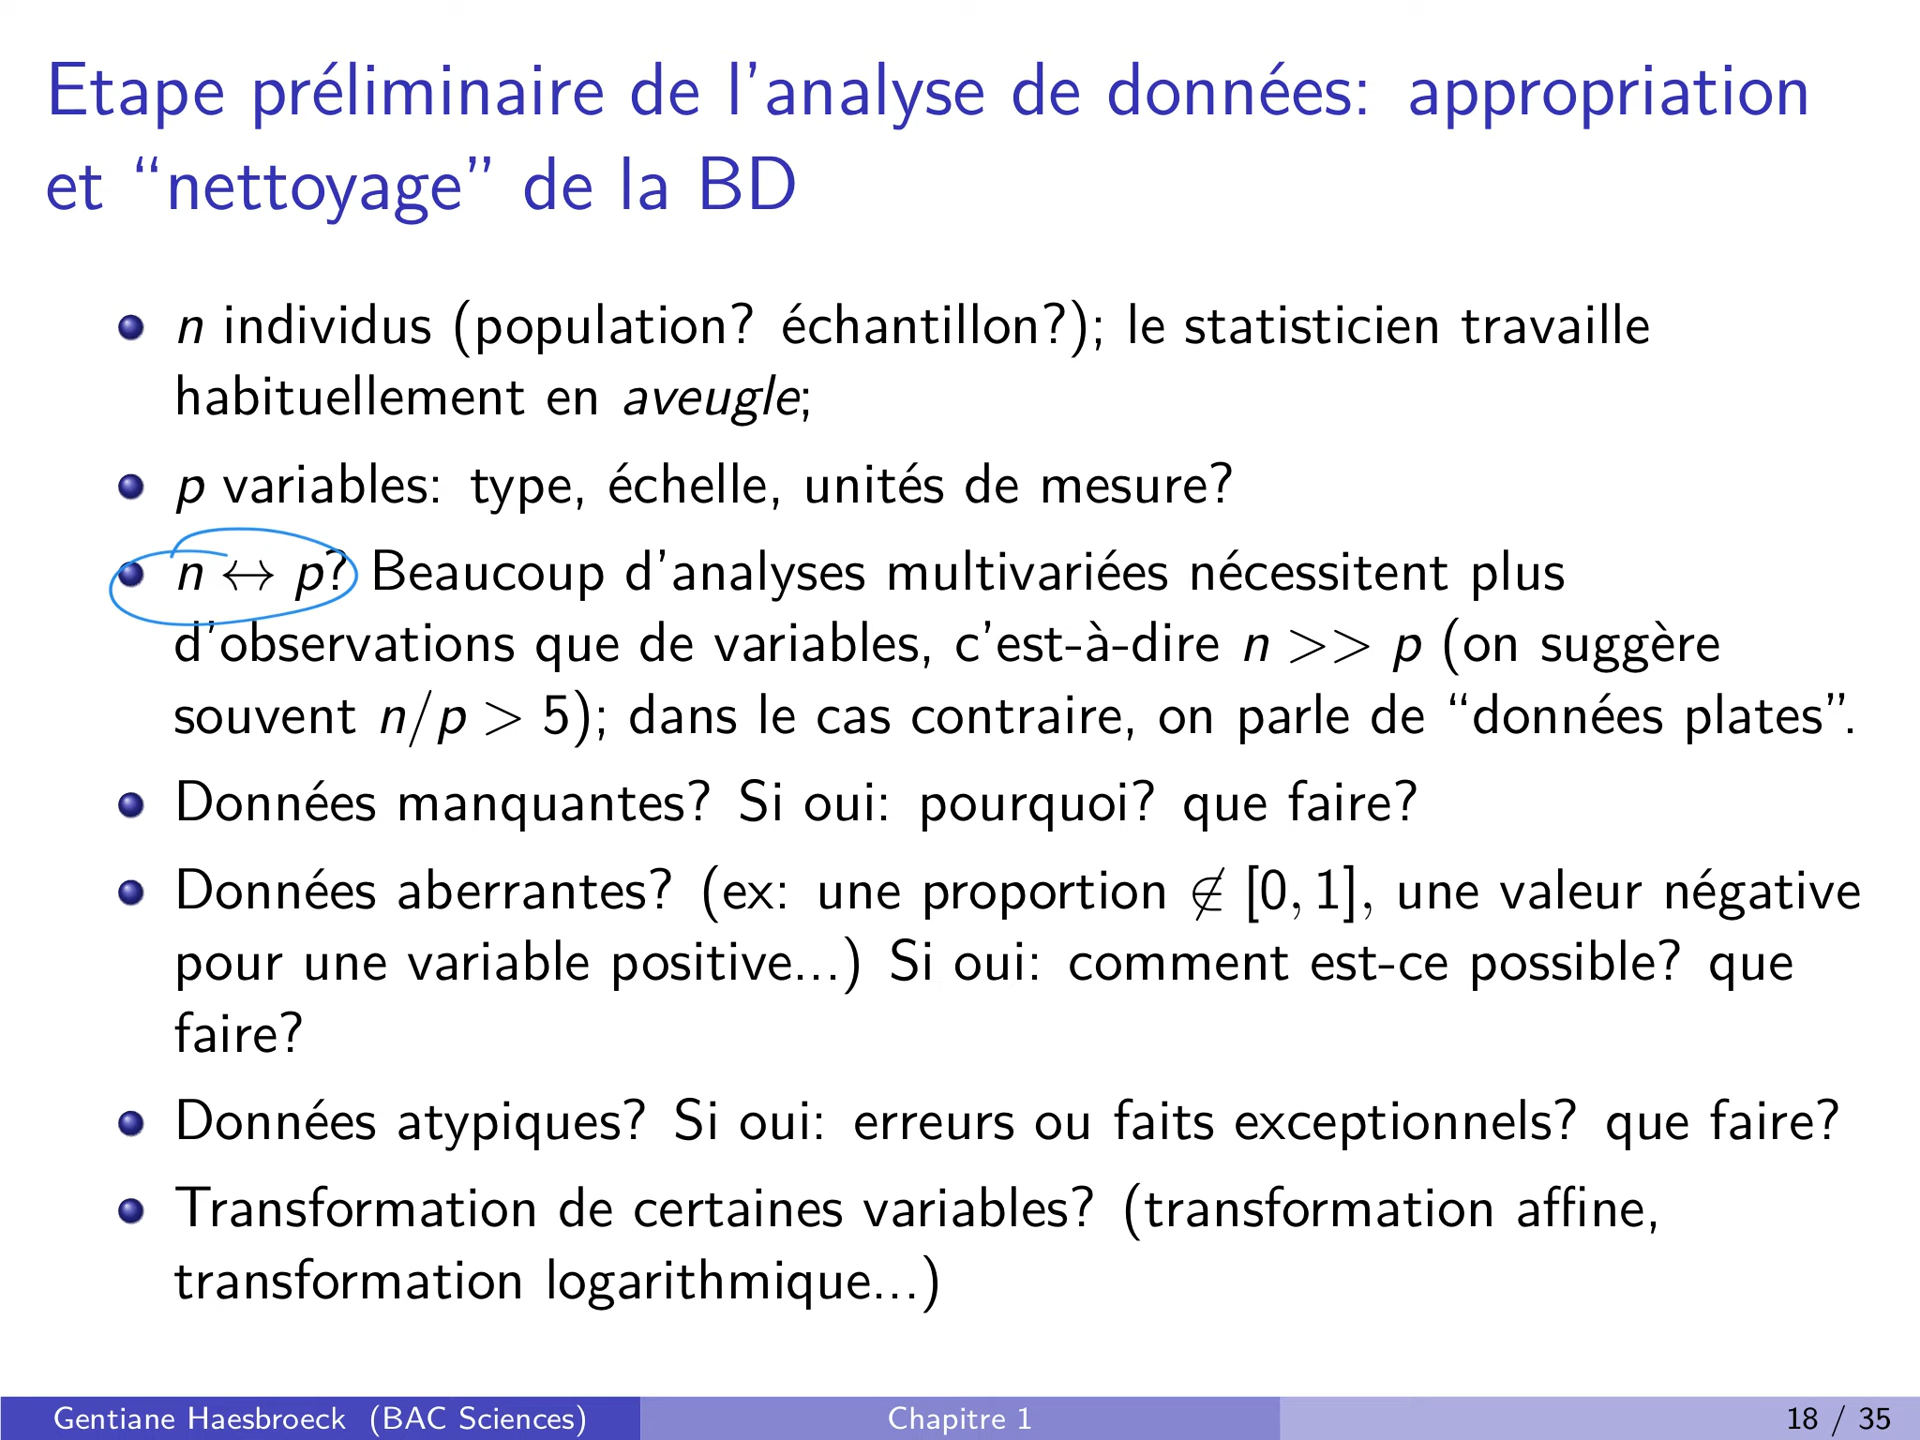 Etape préliminaire de l'analyse de données: appropriation
et “nettoyage” de la BD
n individus (population? échantillon?); le statisticien travaille
habituellement en aveugle;
p variables: type, échelle, unités de mesure?
n ↔ p? Beaucoup d'analyses multivariées nécessitent plus
d'observations que de variables, c'est-à-dire n >> p (on suggère
souvent n/p > 5); dans le cas contraire, on parle de “données plates”.
Données manquantes? Si oui: pourquoi? que faire?
Données aberrantes? (ex: une proportion ⊄ [0, 1], une valeur négative
pour une variable positive...) Si oui: comment est-ce possible? que
faire?
Données atypiques? Si oui: erreurs ou faits exceptionnels? que faire?
Transformation de certaines variables? (transformation affine,
transformation logarithmique...)
Gentiane Haesbroeck (BAC Sciences)
Chapitre 1
18 / 35